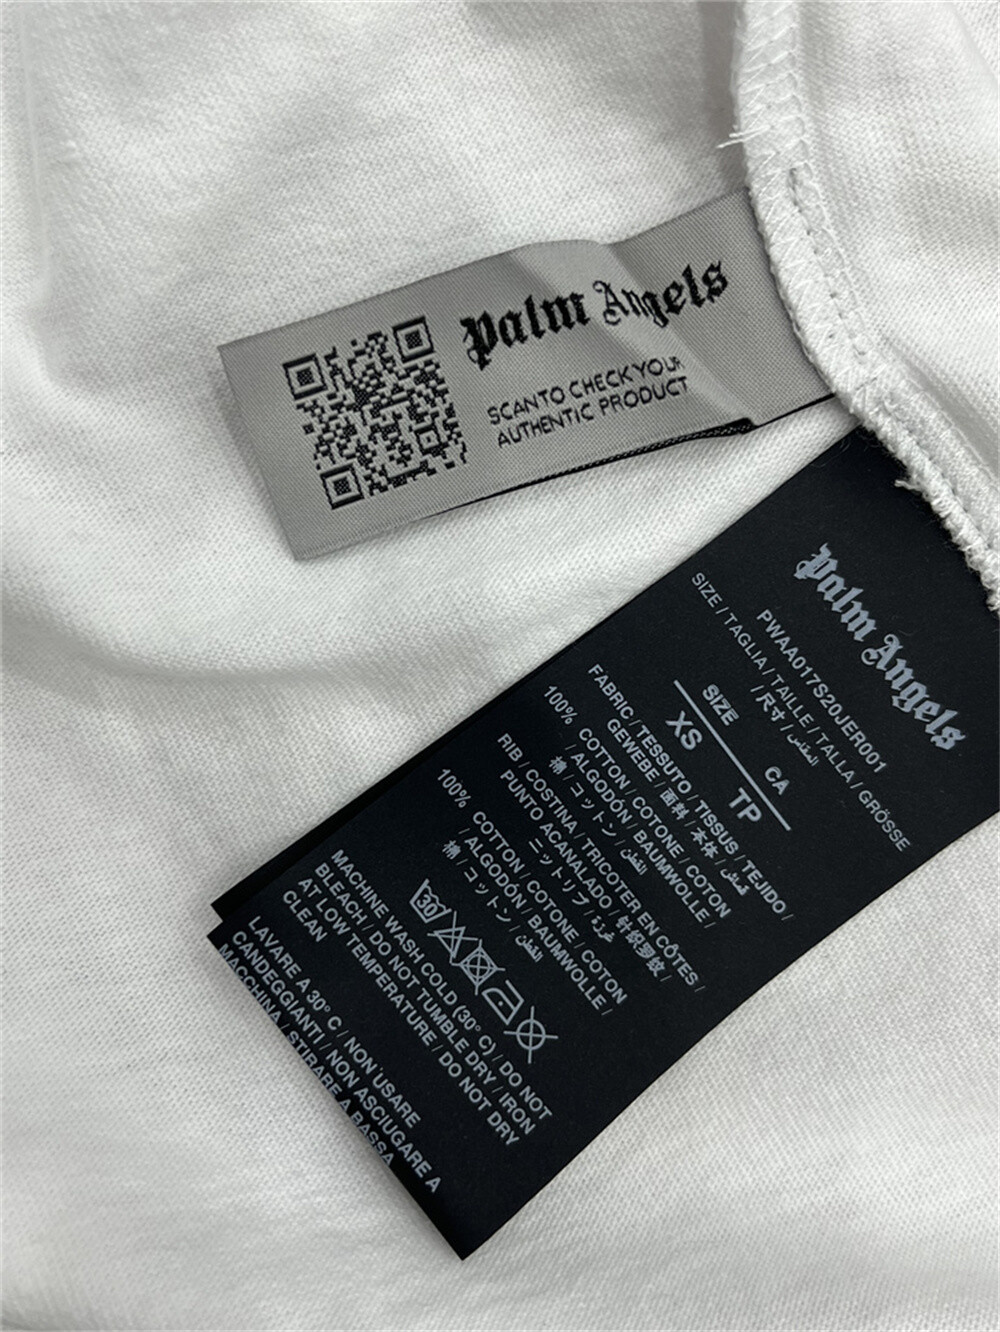 Palm Angels
SCAN TO CHECK YOUR
AUTHENTIC PRODUCT
Palm Angels
PWAA017S20JER001
SIZE / TAGLIA / TAILLE / TALLA / GRÖSSE
/ 尺寸 / المقاس
SIZE CA
XS TP
FABRIC / TESSUTO / TISSUS / TEJIDO /
GEWEBE / 面料 / 本体 / قماش
100% COTTON / COTONE / COTON
/ ALGODÓN / BAUMWOLLE /
棉 / コットン / القطن
RIB / COSTINA / TRICOTER EN CÔTES /
PUNTO ACANALADO / 针织罗纹 /
ニットリブ /
100% COTTON / COTONE / COTON
/ ALGODÓN / BAUMWOLLE /
棉 / コットン / القطن
30
MACHINE WASH COLD (30° C) / DO NOT
BLEACH / DO NOT TUMBLE DRY / IRON
AT LOW TEMPERATURE / DO NOT DRY
CLEAN
LAVARE A 30° C / NON USARE
CANDEGGIANTI / NON ASCIUGARE A
MACCHINA / STIRARE A BASSA